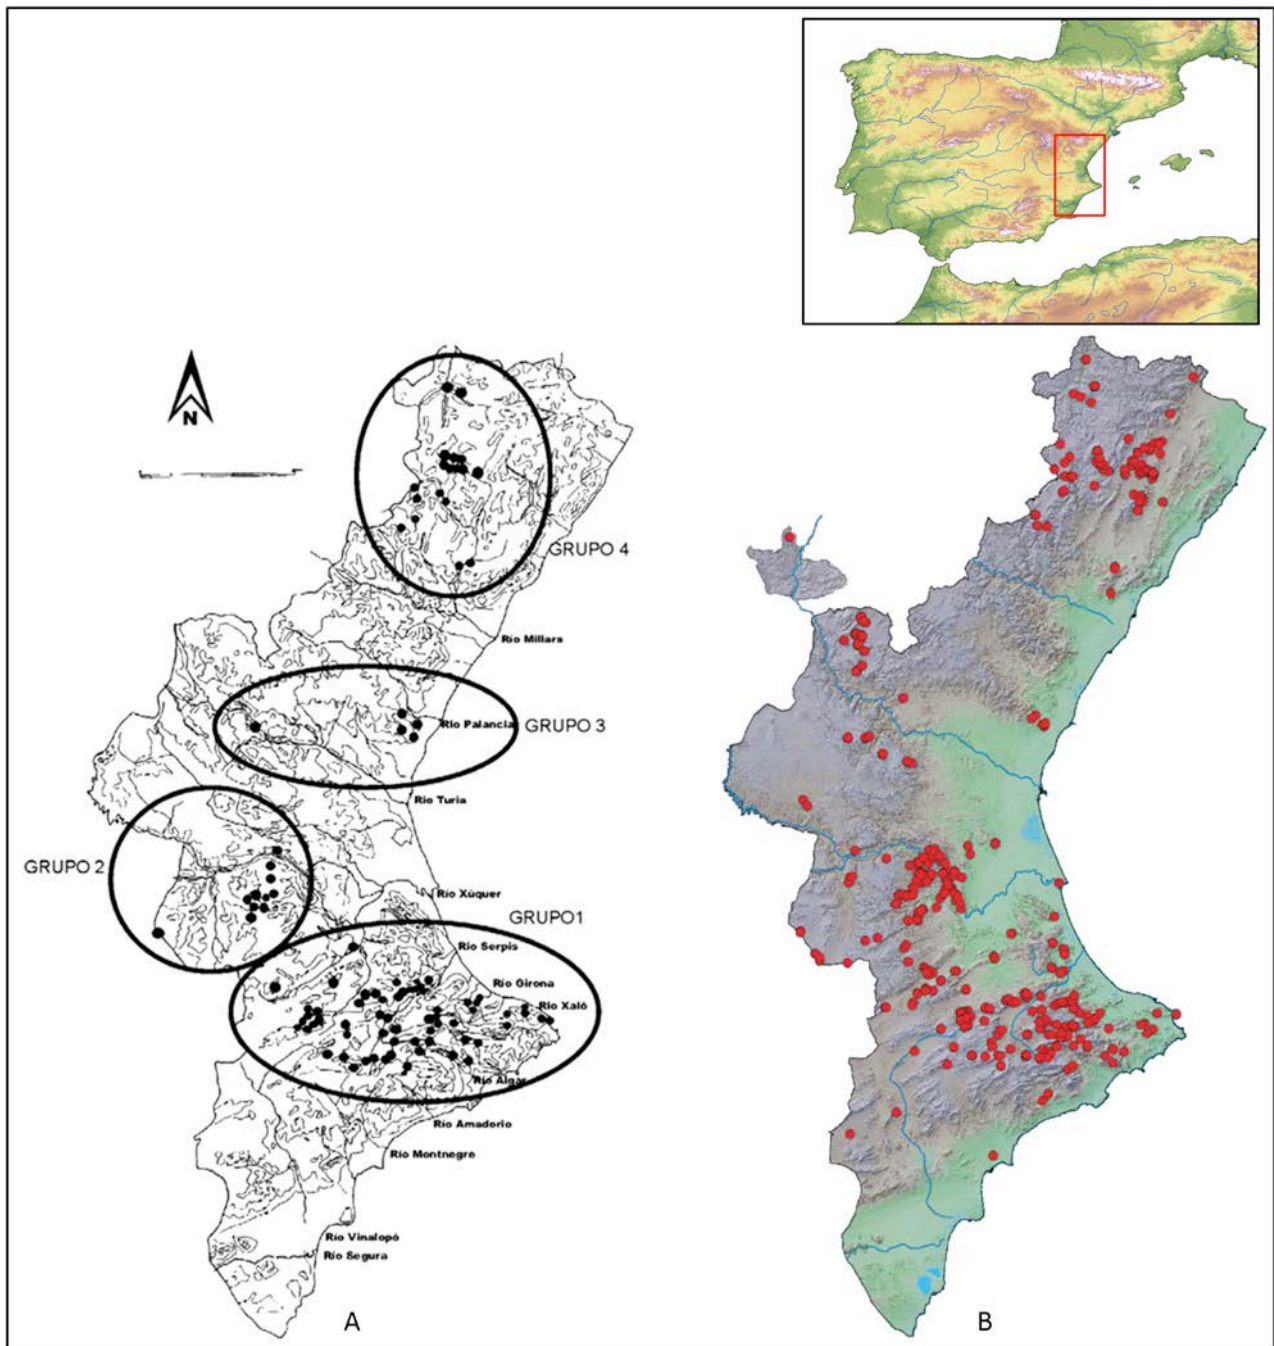 N
GRUPO 4
Río Millars
Río Palancia
GRUPO 3
Río Turia
GRUPO 2
Río Xúquer
GRUPO1
Río Serpis
Río Girona
Río Xaló
Río Algar
Río Amadorio
Río Montnegre
Río Vinalopó
Río Segura
A
B